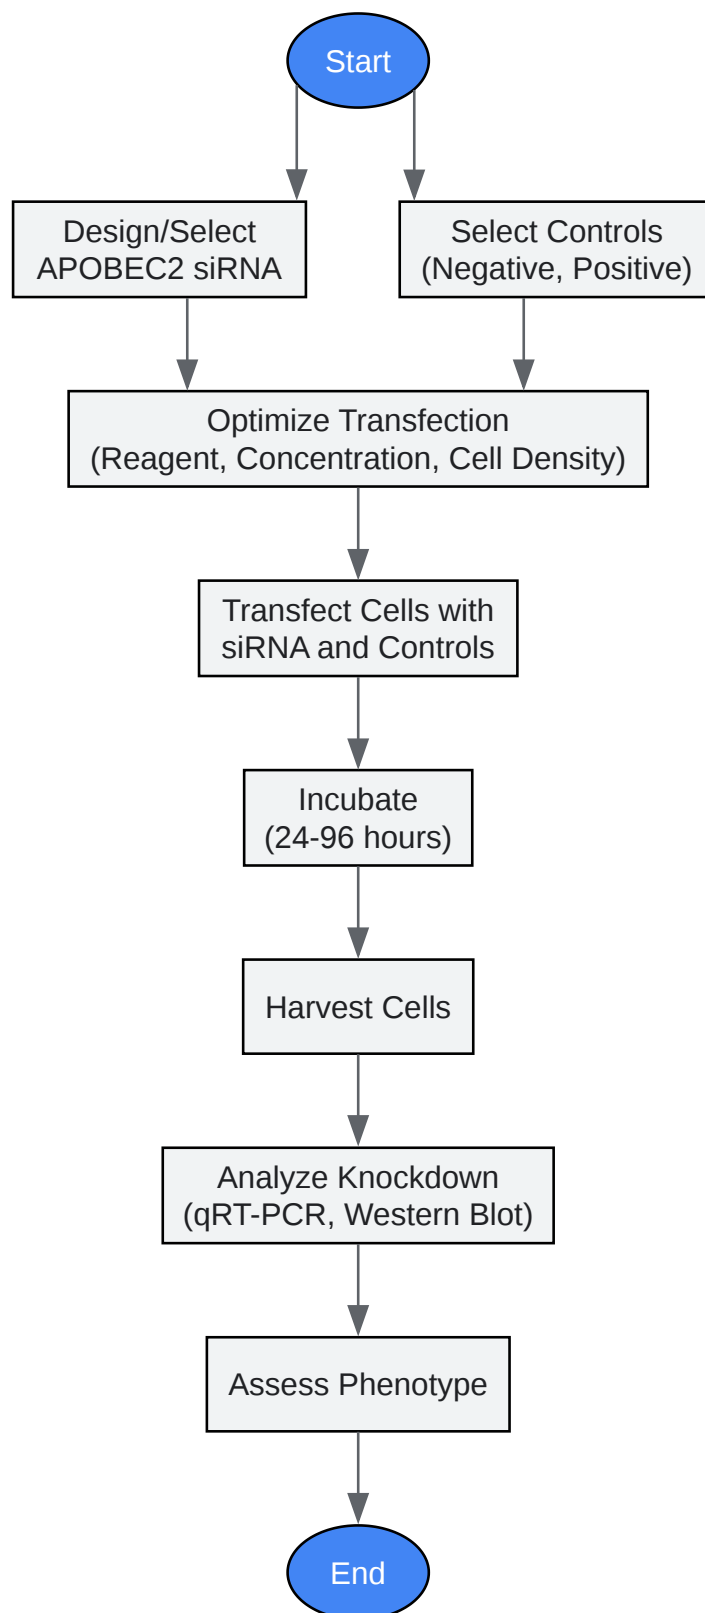 Start
Design/Select
APOBEC2 siRNA
Select Controls
(Negative, Positive)
Optimize Transfection
(Reagent, Concentration, Cell Density)
Transfect Cells with
siRNA and Controls
Incubate
(24-96 hours)
Harvest Cells
Analyze Knockdown
(qRT-PCR, Western Blot)
Assess Phenotype
End